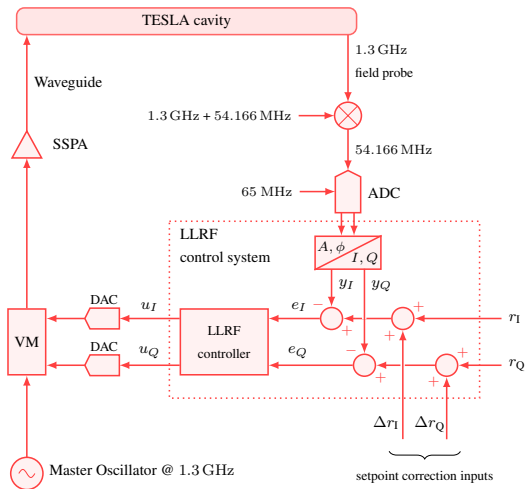 TESLA cavity
1.3 GHz
field probe
Waveguide
1.3 GHz + 54.166 MHz
SSPA
54.166 MHz
65 MHz
ADC
LLRF
control system
A, ϕ
I, Q
y_I
y_Q
DAC
u_I
LLRF
controller
e_I
−
+
+
+
r_I
VM
DAC
u_Q
e_Q
−
+
+
+
r_Q
Δr_I
Δr_Q
Master Oscillator @ 1.3 GHz
setpoint correction inputs